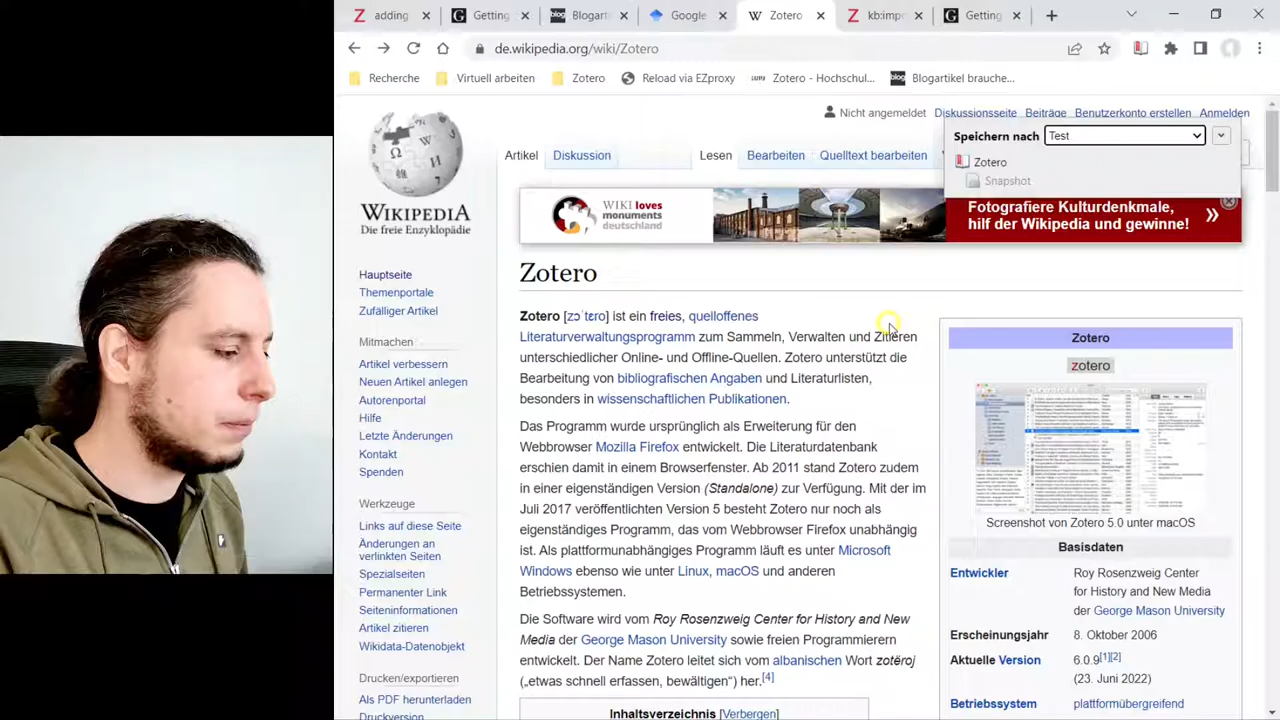 adding
Getting
Blogart
Google
Zotero
kb:impo
Getting
de.wikipedia.org/wiki/Zotero
Recherche
Virtuell arbeiten
Zotero
Reload via EZproxy
Zotero - Hochschul...
Blogartikel brauche...
Nicht angemeldet Diskussionsseite Beiträge Benutzerkonto erstellen Anmelden
Speichern nach Test
Zotero
Snapshot
Artikel Diskussion
Lesen Bearbeiten Quelltext bearbeiten
WIKIPEDIA
Die freie Enzyklopädie
WIKI loves
monuments
deutschland
Fotografiere Kulturdenkmale,
hilf der Wikipedia und gewinne!
Hauptseite
Themenportale
Zufälliger Artikel
Mitmachen
Artikel verbessern
Neuen Artikel anlegen
Autorenportal
Hilfe
Letzte Änderungen
Kontakt
Spenden
Werkzeuge
Links auf diese Seite
Änderungen an
verlinkten Seiten
Spezialseiten
Permanenter Link
Seiteninformationen
Artikel zitieren
Wikidata-Datenobjekt
Drucken/exportieren
Als PDF herunterladen
Druckversion
Zotero
Zotero [zɔˈtɛro] ist ein freies, quelloffenes
Literaturverwaltungsprogramm zum Sammeln, Verwalten und Zitieren
unterschiedlicher Online- und Offline-Quellen. Zotero unterstützt die
Bearbeitung von bibliografischen Angaben und Literaturlisten,
besonders in wissenschaftlichen Publikationen.
Das Programm wurde ursprünglich als Erweiterung für den
Webbrowser Mozilla Firefox entwickelt. Die Literaturdatenbank
erschien damit in einem Browserfenster. Ab 2011 stand Zotero zudem
in einer eigenständigen Version (Standalone) zur Verfügung. Mit der im
Juli 2017 veröffentlichten Version 5 besteht Zotero nur noch als
eigenständiges Programm, das vom Webbrowser Firefox unabhängig
ist. Als plattformunabhängiges Programm läuft es unter Microsoft
Windows ebenso wie unter Linux, macOS und anderen
Betriebssystemen.
Die Software wird vom Roy Rosenzweig Center for History and New
Media der George Mason University sowie freien Programmierern
entwickelt. Der Name Zotero leitet sich vom albanischen Wort zotëroj
(„etwas schnell erfassen, bewältigen“) her.[4]
Inhaltsverzeichnis [Verbergen]
Zotero
zotero
Screenshot von Zotero 5.0 unter macOS
Basisdaten
Entwickler Roy Rosenzweig Center
for History and New Media
der George Mason University
Erscheinungsjahr 8. Oktober 2006
Aktuelle Version 6.0.9[1][2]
(23. Juni 2022)
Betriebssystem plattformübergreifend